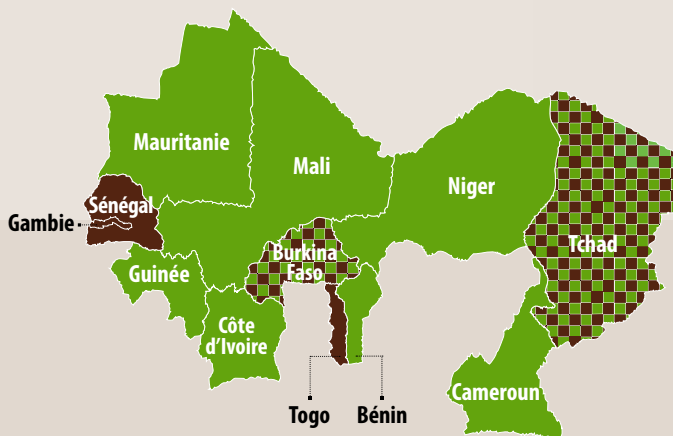 Mauritanie
Mali
Niger
Sénégal
Gambie
Tchad
Burkina
Faso
Guinée
Côte
d'Ivoire
Cameroun
Togo
Bénin